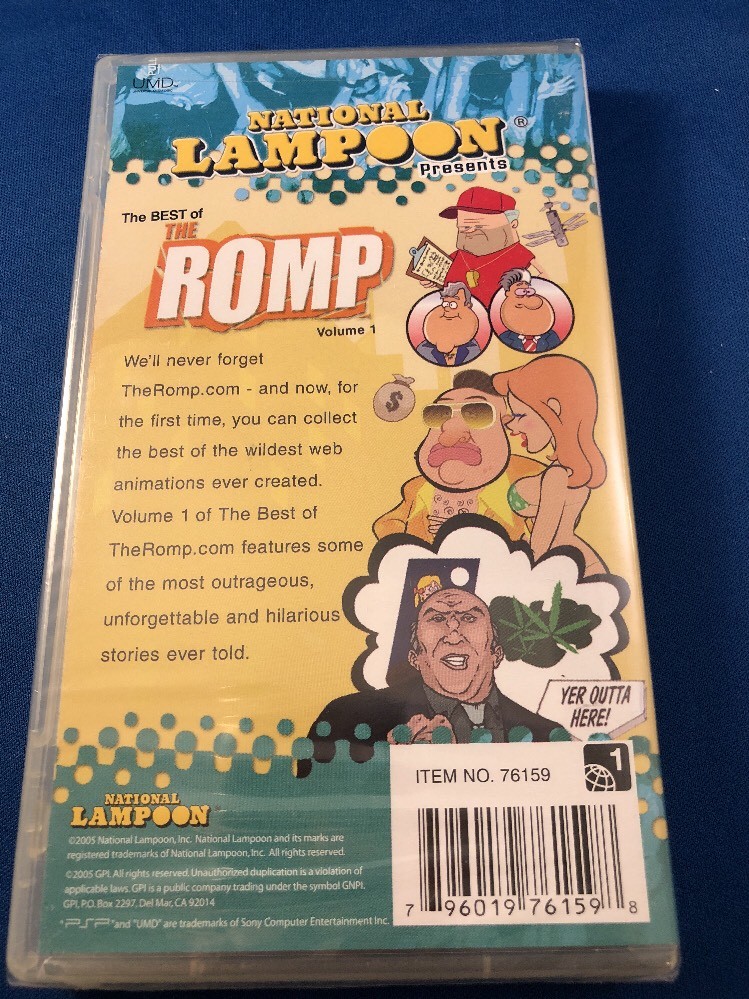 UMD™
NATIONAL
LAMPOON®
Presents
The BEST of
THE
ROMP
Volume 1
We'll never forget
TheRomp.com - and now, for
the first time, you can collect
the best of the wildest web
animations ever created.
Volume 1 of The Best of
TheRomp.com features some
of the most outrageous,
unforgettable and hilarious
stories ever told.
$
YER OUTTA
HERE!
ITEM NO. 76159
1
7 96019 76159 8
NATIONAL
LAMPOON
©2005 National Lampoon, Inc. National Lampoon and its marks are
registered trademarks of National Lampoon, Inc. All rights reserved.
©2005 GPI. All rights reserved. Unauthorized duplication is a violation of
applicable laws. GPI is a public company trading under the symbol GNPI.
GPI, P.O. Box 2297, Del Mar, CA 92014
"PSP" and "UMD" are trademarks of Sony Computer Entertainment Inc.